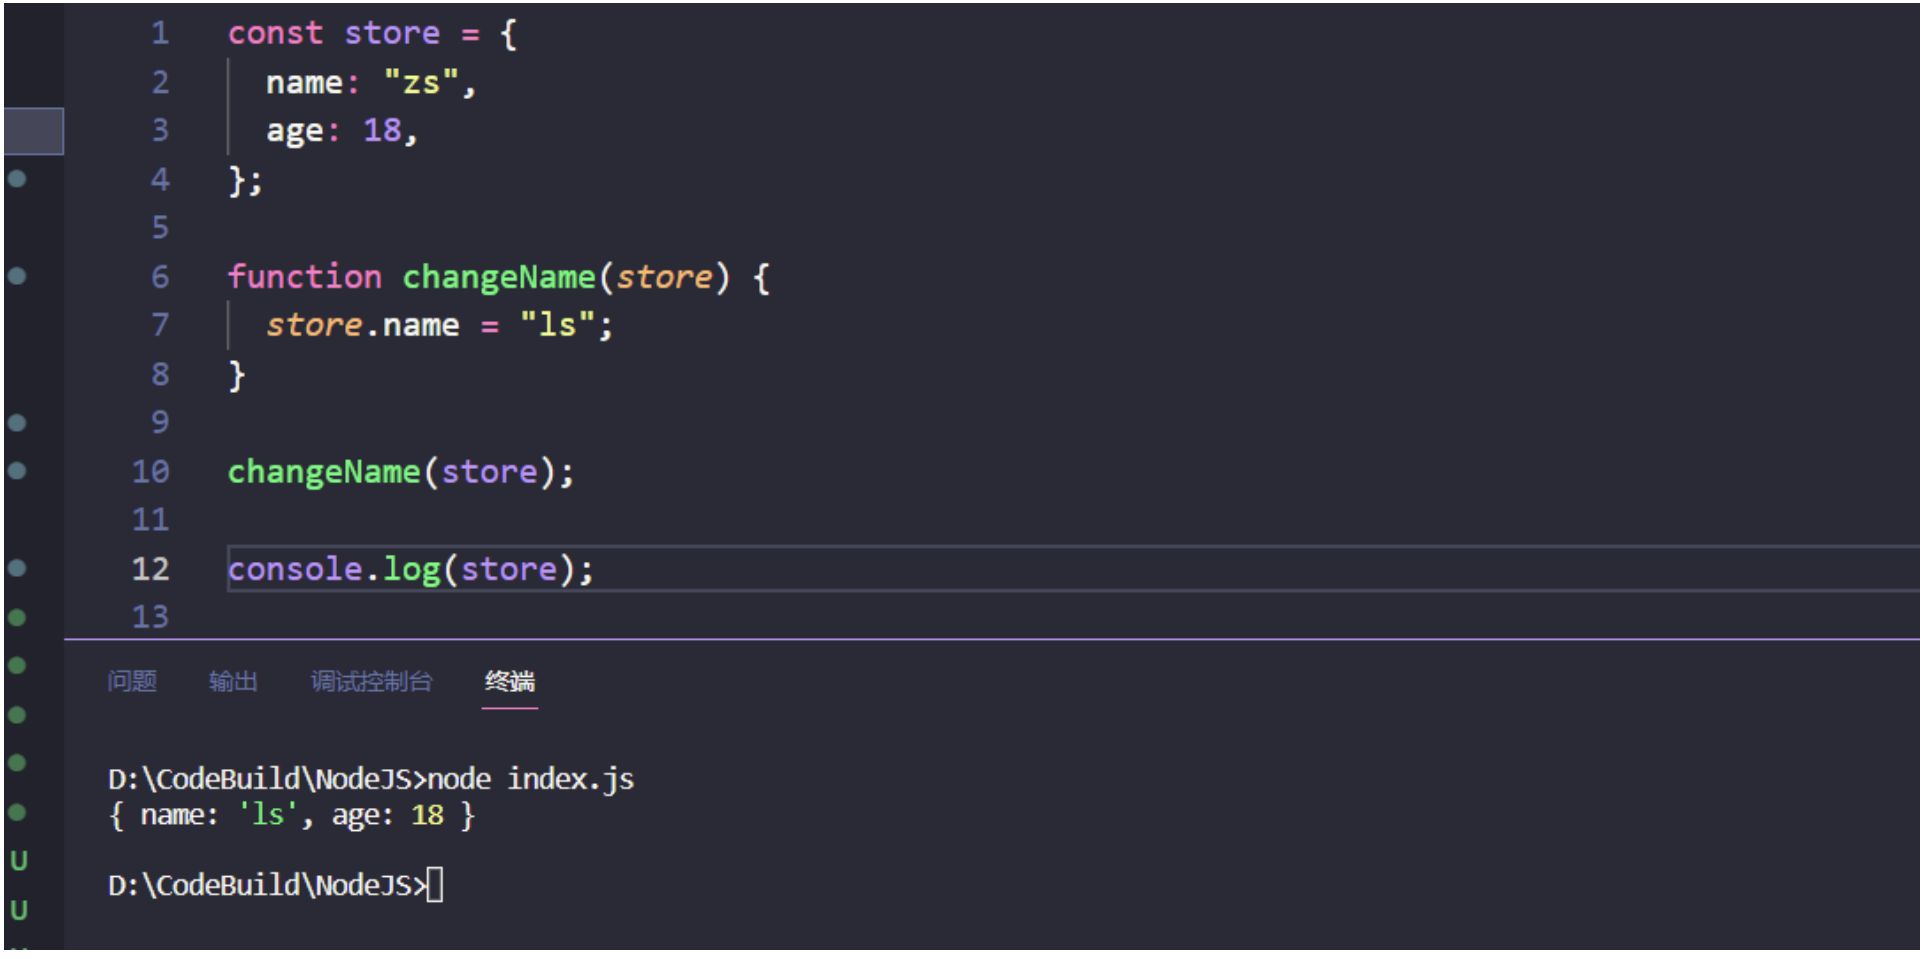 1 const store = {
2 name: "zs",
3 age: 18,
4 };
5
6 function changeName(store) {
7 store.name = "ls";
8 }
9
10 changeName(store);
11
12 console.log(store);
13
问题 输出 调试控制台 终端
D:\CodeBuild\NodeJS>node index.js
{ name: 'ls', age: 18 }
D:\CodeBuild\NodeJS>
U
U